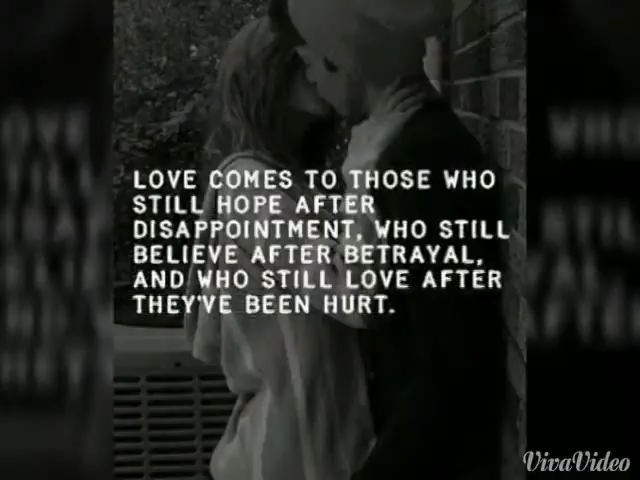 LOVE COMES TO THOSE WHO
STILL HOPE AFTER
DISAPPOINTMENT, WHO STILL
BELIEVE AFTER BETRAYAL,
AND WHO STILL LOVE AFTER
THEY'VE BEEN HURT.
VivaVideo